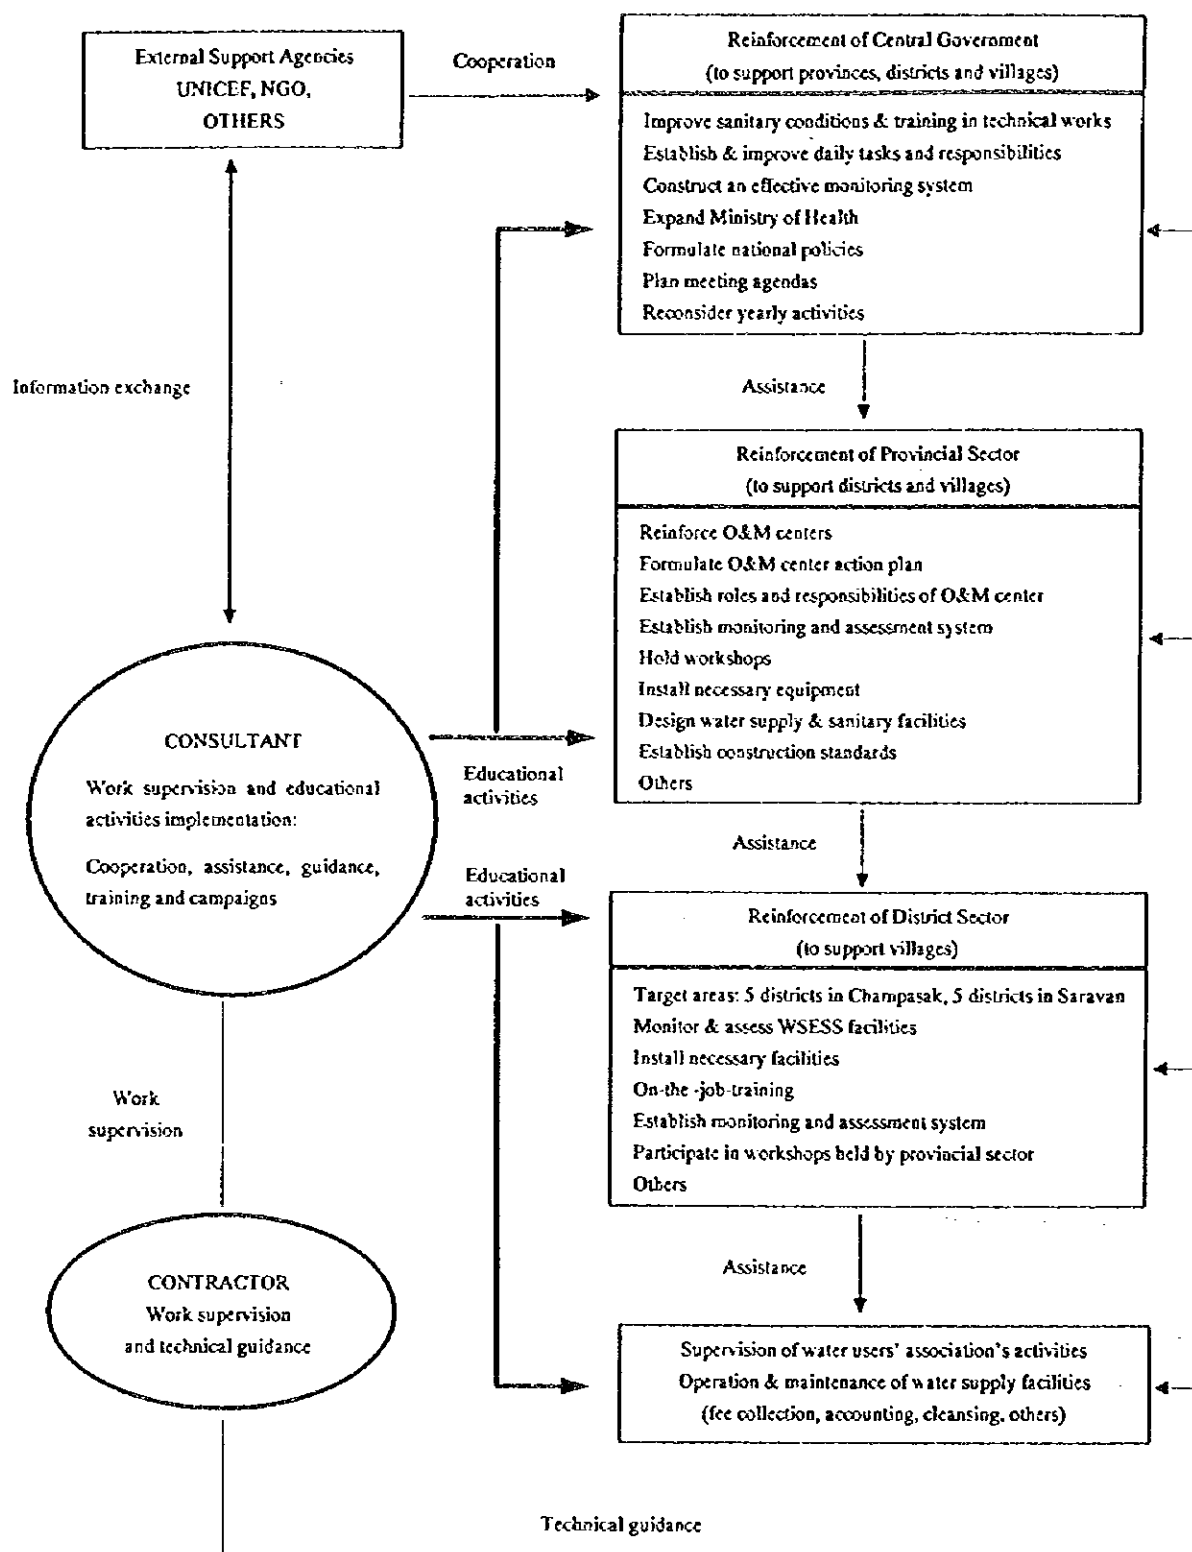 External Support Agencies
UNICEF, NGO,
OTHERS
Cooperation
Reinforcement of Central Government
(to support provinces, districts and villages)
Improve sanitary conditions & training in technical works
Establish & improve daily tasks and responsibilities
Construct an effective monitoring system
Expand Ministry of Health
Formulate national policies
Plan meeting agendas
Reconsider yearly activities
Information exchange
Assistance
Reinforcement of Provincial Sector
(to support districts and villages)
Reinforce O&M centers
Formulate O&M center action plan
Establish roles and responsibilities of O&M center
Establish monitoring and assessment system
Hold workshops
Install necessary equipment
Design water supply & sanitary facilities
Establish construction standards
Others
CONSULTANT
Work supervision and educational
activities implementation:
Cooperation, assistance, guidance,
training and campaigns
Educational
activities
Assistance
Educational
activities
Reinforcement of District Sector
(to support villages)
Target areas: 5 districts in Champasak, 5 districts in Saravan
Monitor & assess WSESS facilities
Install necessary facilities
On-the -job-training
Establish monitoring and assessment system
Participate in workshops held by provincial sector
Others
Work
supervision
Assistance
CONTRACTOR
Work supervision
and technical guidance
Supervision of water users' association's activities
Operation & maintenance of water supply facilities
(fee collection, accounting, cleansing, others)
Technical guidance